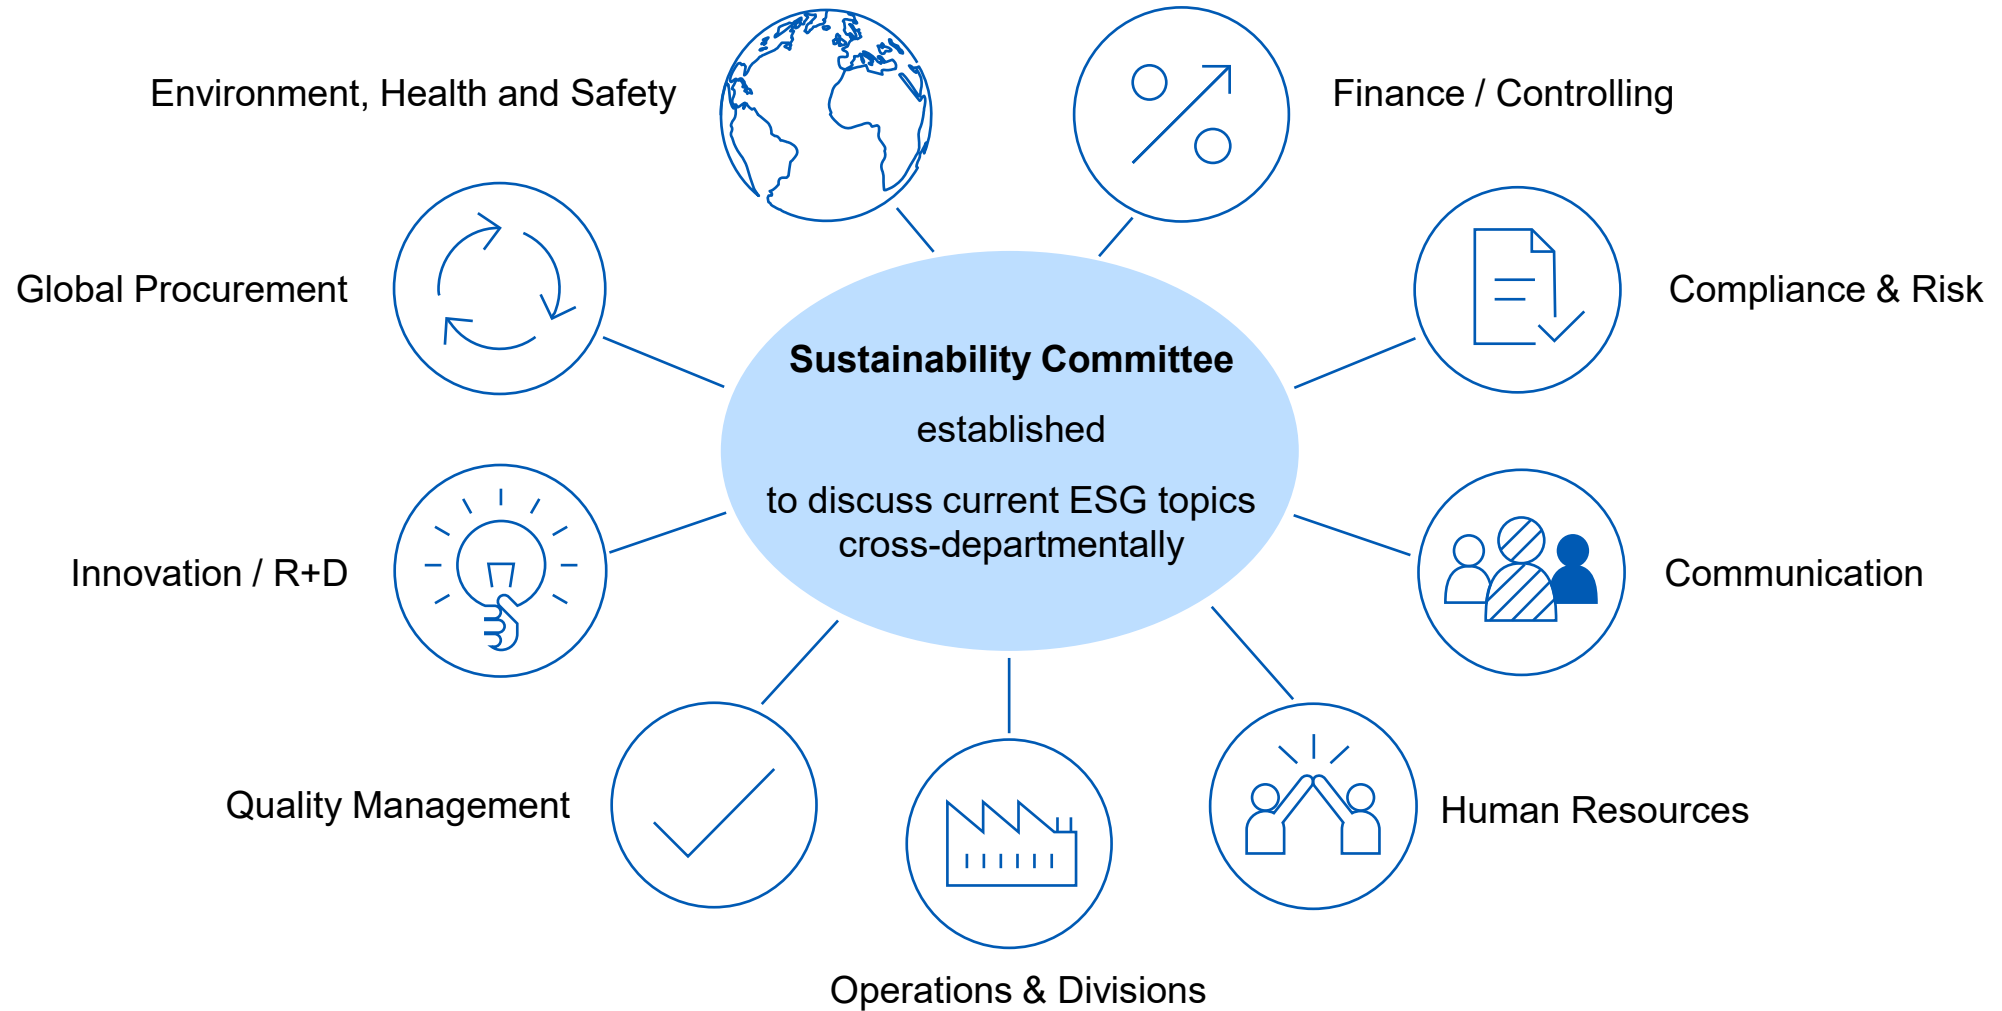 Environment, Health and Safety
Finance / Controlling
Global Procurement
Compliance & Risk
Sustainability Committee
established
to discuss current ESG topics
cross-departmentally
Innovation / R+D
Communication
Quality Management
Human Resources
Operations & Divisions